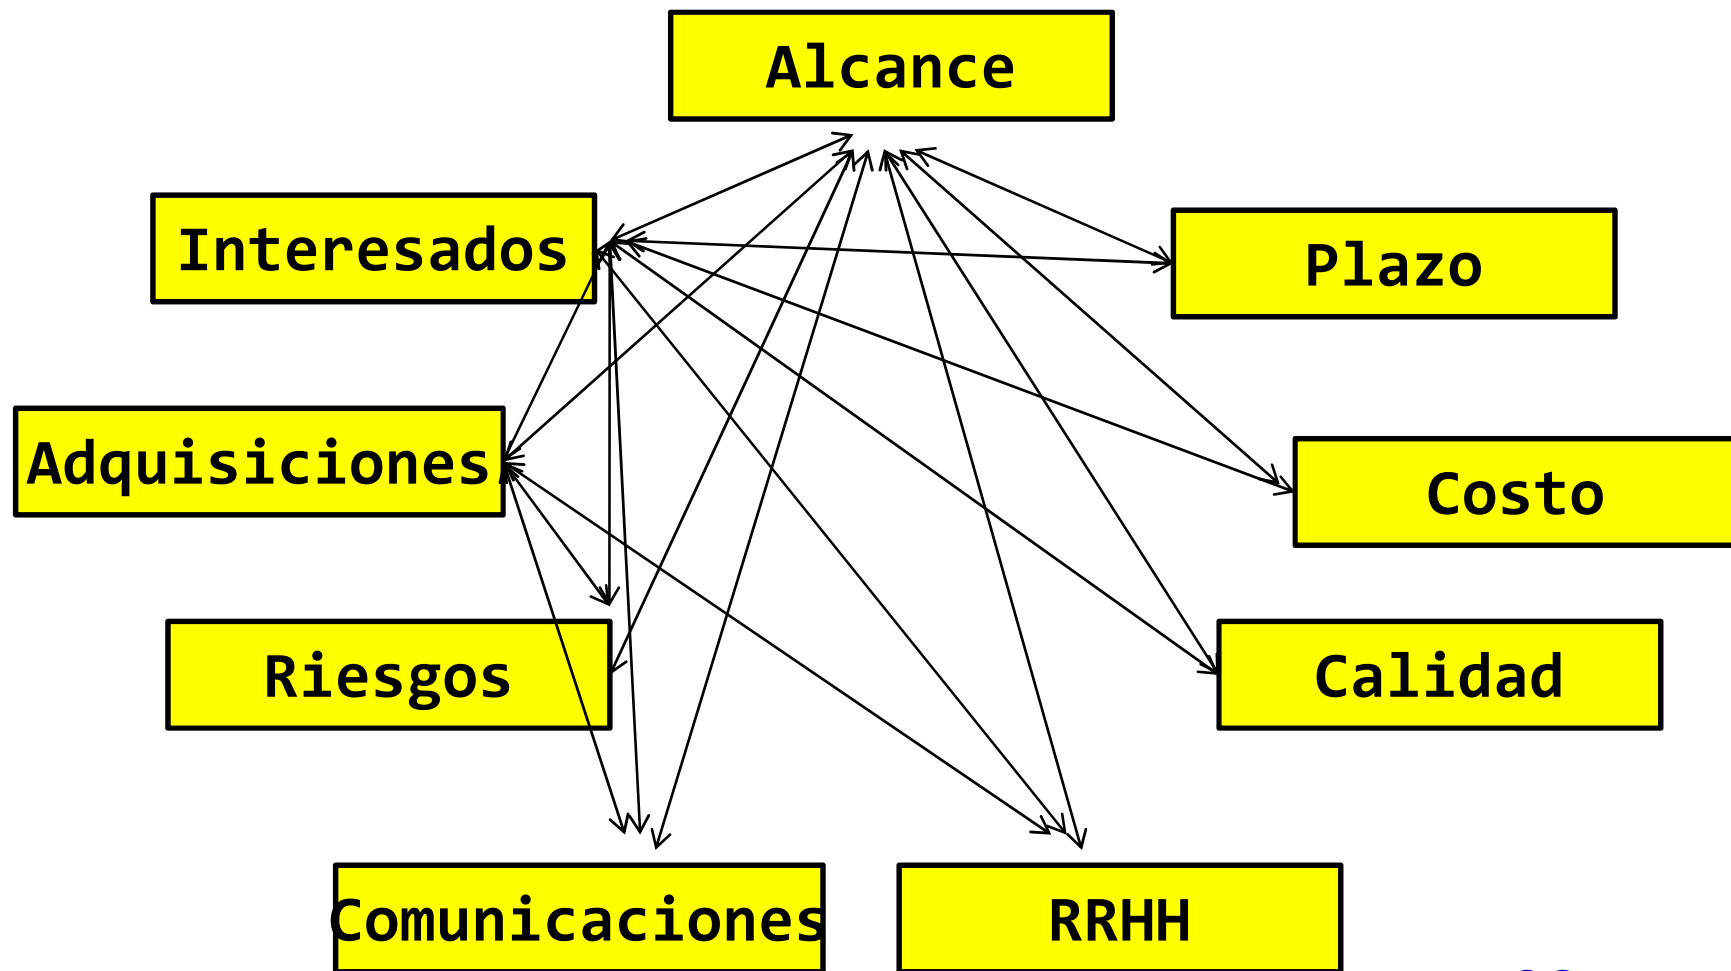 Alcance
Interesados
Plazo
Adquisiciones
Costo
Riesgos
Calidad
Comunicaciones
RRHH